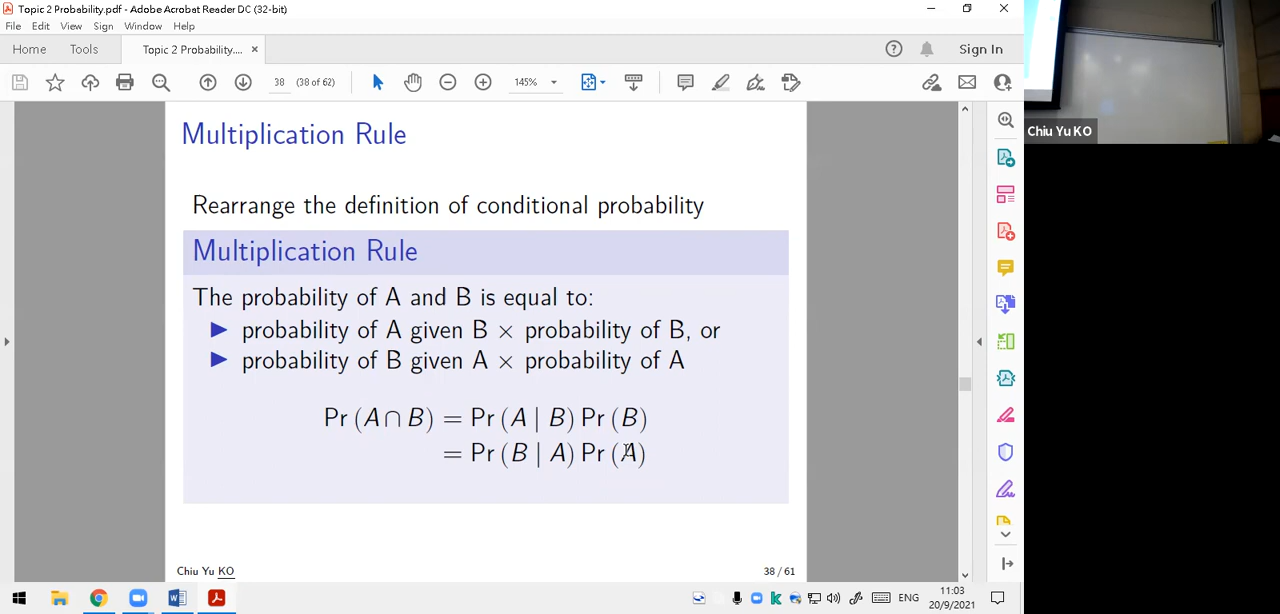 Topic 2 Probability.pdf - Adobe Acrobat Reader DC (32-bit)
File Edit View Sign Window Help
Home Tools Topic 2 Probability.... × Sign In
38 (38 of 62) 145%
Chiu Yu KO
Multiplication Rule
Rearrange the definition of conditional probability
Multiplication Rule
The probability of A and B is equal to:
▶ probability of A given B × probability of B, or
▶ probability of B given A × probability of A
Pr (A ∩ B) = Pr (A | B) Pr (B)
= Pr (B | A) Pr (A)
Chiu Yu KO 38 / 61
ENG 11:03
20/9/2021